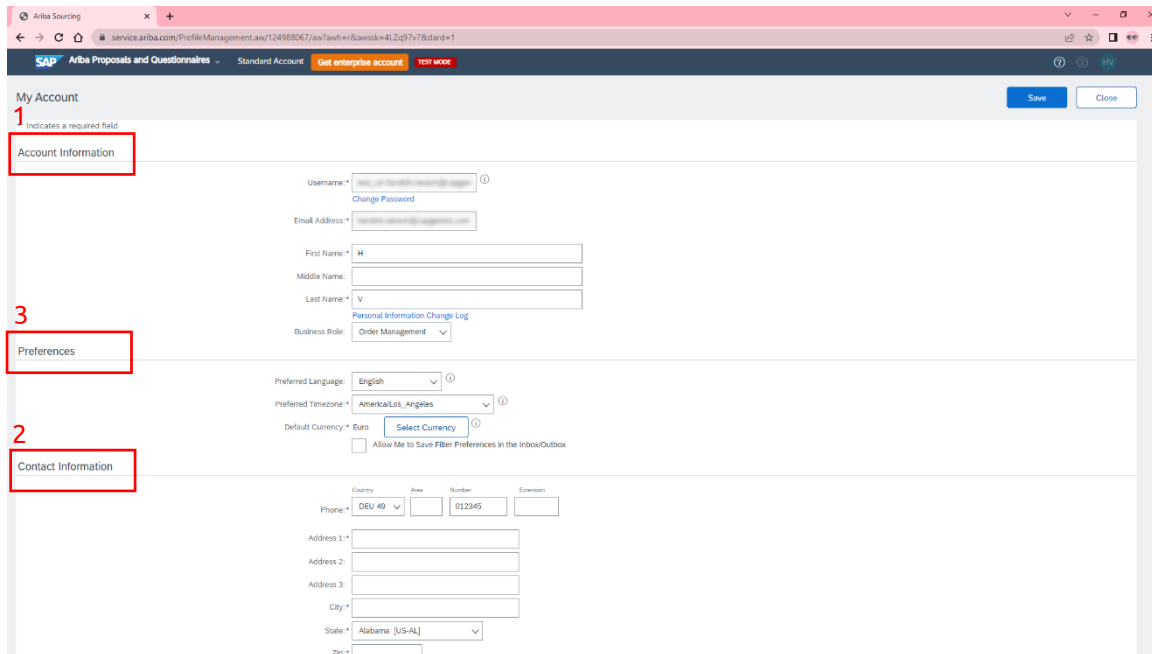 Ariba Sourcing
service.ariba.com/ProfileManagement.aw/124988067/aw?awh=r&awssk=4LZq97v7&dard=1
SAP Ariba Proposals and Questionnaires Standard Account Get enterprise account TEST MODE HV
My Account Save Close
1
* Indicates a required field
Account Information
Username:*
Change Password
Email Address:*
First Name:* H
Middle Name:
Last Name:* V
Personal Information Change Log
3
Business Role: Order Management
Preferences
Preferred Language: English
Preferred Timezone:* America/Los_Angeles
Default Currency:* Euro Select Currency
2
Allow Me to Save Filter Preferences in the Inbox/Outbox
Contact Information
Country Area Number Extension
Phone:* DEU 49 012345
Address 1:*
Address 2:
Address 3:
City:*
State:* Alabama [US-AL]
Zip:*